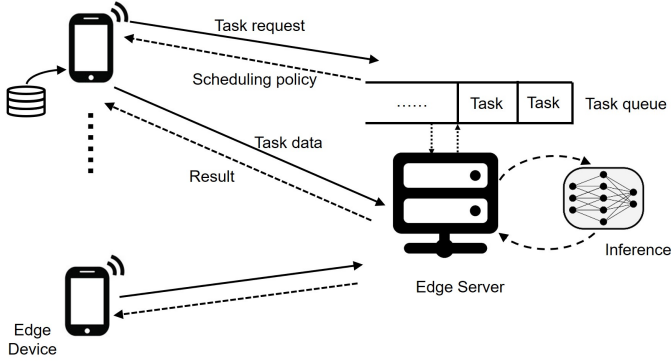 Task request
Scheduling policy
...... Task Task Task queue
Task data
Result
Inference
Edge Server
Edge
Device